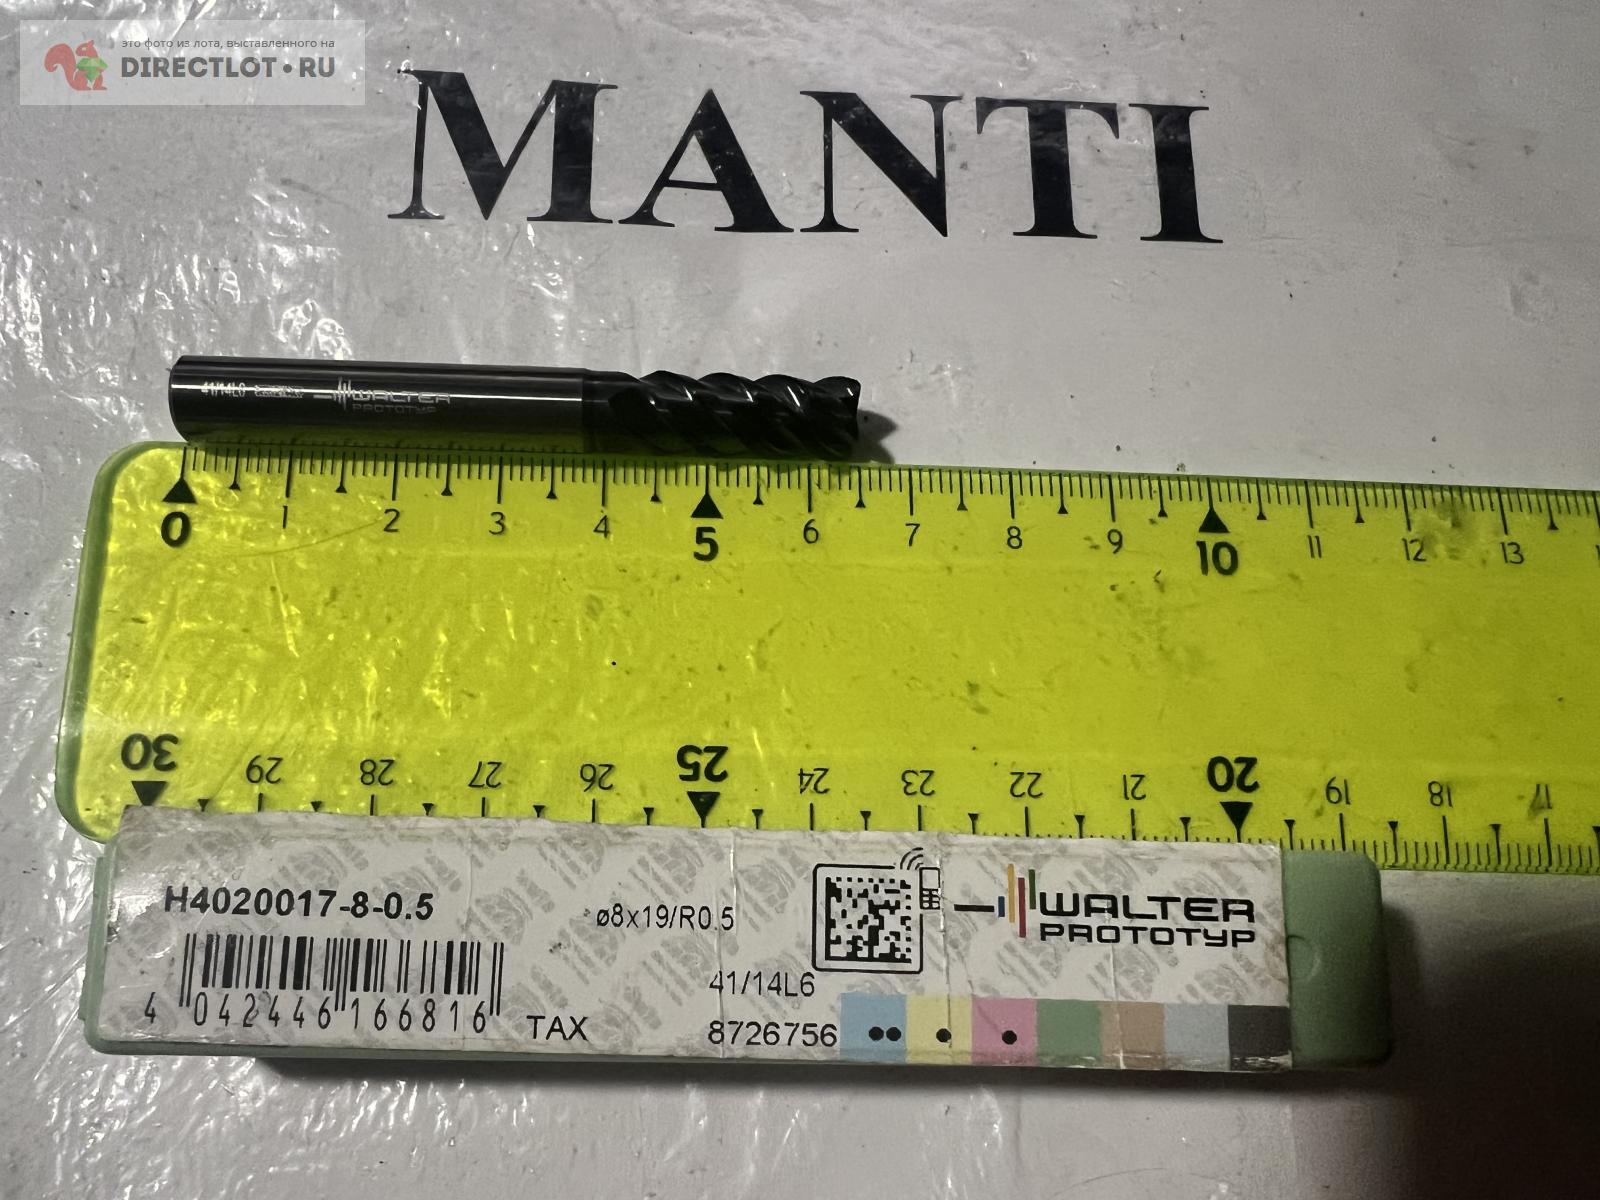 это фото из лота, выставленного на
DIRECTLOT•RU
MANTI
41/14L6
WALTER
PROTOTYP
0 1 2 3 4 5 6 7 8 9 10 11 12 13
30 29 28 27 26 25 24 23 22 21 20 19 18 17
H4020017-8-0.5
ø8x19/R0.5
WALTER
PROTOTYP
41/14L6
4 042446 166816
TAX
8726756